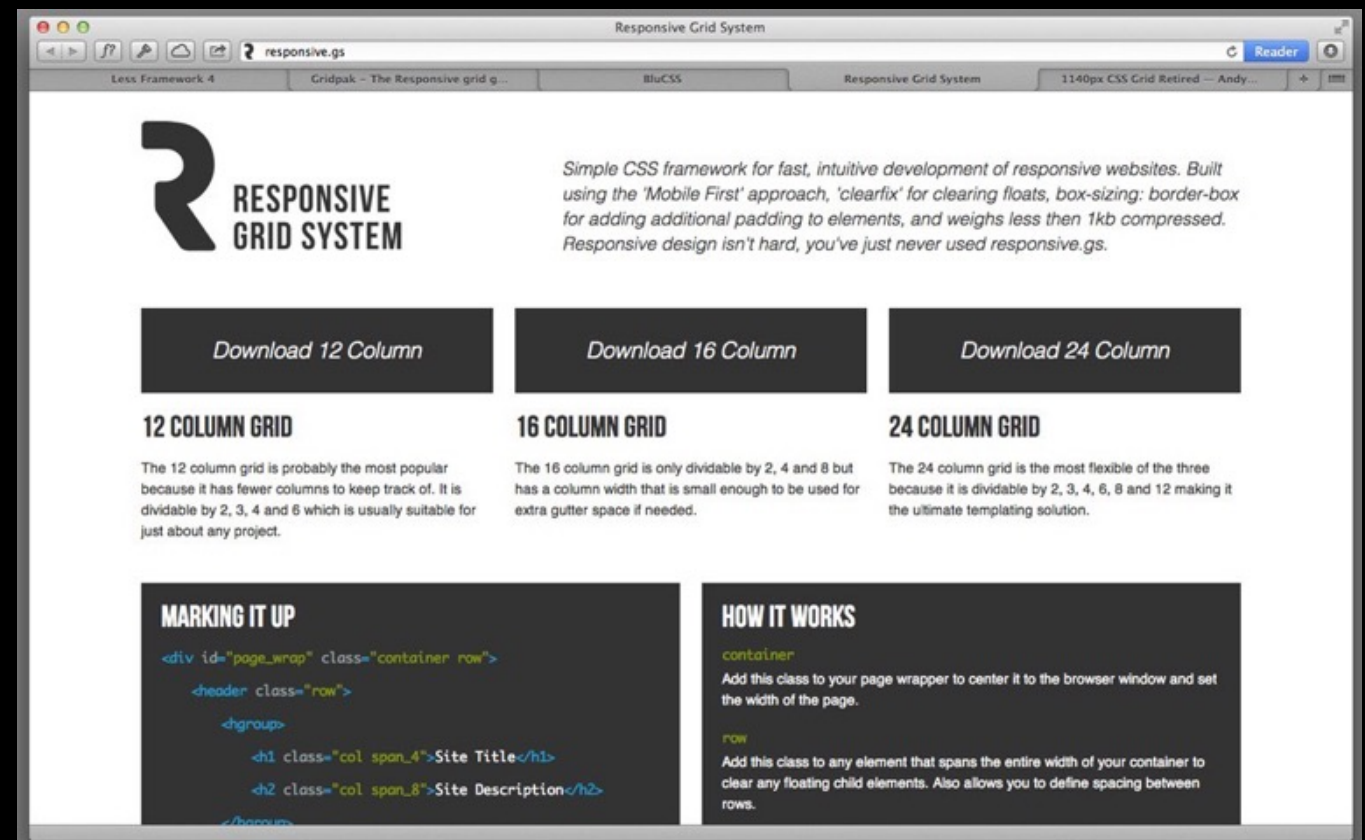 Responsive Grid System
responsive.gs
Reader
Less Framework 4
Gridpak - The Responsive grid g...
BluCSS
Responsive Grid System
1140px CSS Grid Retired — Andy...
RESPONSIVE
GRID SYSTEM
Simple CSS framework for fast, intuitive development of responsive websites. Built
using the 'Mobile First' approach, 'clearfix' for clearing floats, box-sizing: border-box
for adding additional padding to elements, and weighs less then 1kb compressed.
Responsive design isn't hard, you've just never used responsive.gs.
Download 12 Column
12 COLUMN GRID
The 12 column grid is probably the most popular
because it has fewer columns to keep track of. It is
dividable by 2, 3, 4 and 6 which is usually suitable for
just about any project.
Download 16 Column
16 COLUMN GRID
The 16 column grid is only dividable by 2, 4 and 8 but
has a column width that is small enough to be used for
extra gutter space if needed.
Download 24 Column
24 COLUMN GRID
The 24 column grid is the most flexible of the three
because it is dividable by 2, 3, 4, 6, 8 and 12 making it
the ultimate templating solution.
MARKING IT UP
<div id="page_wrap" class="container row">
<header class="row">
<hgroup>
<h1 class="col span_4">Site Title</h1>
<h2 class="col span_8">Site Description</h2>
</hgroup>
HOW IT WORKS
container
Add this class to your page wrapper to center it to the browser window and set
the width of the page.
row
Add this class to any element that spans the entire width of your container to
clear any floating child elements. Also allows you to define spacing between
rows.